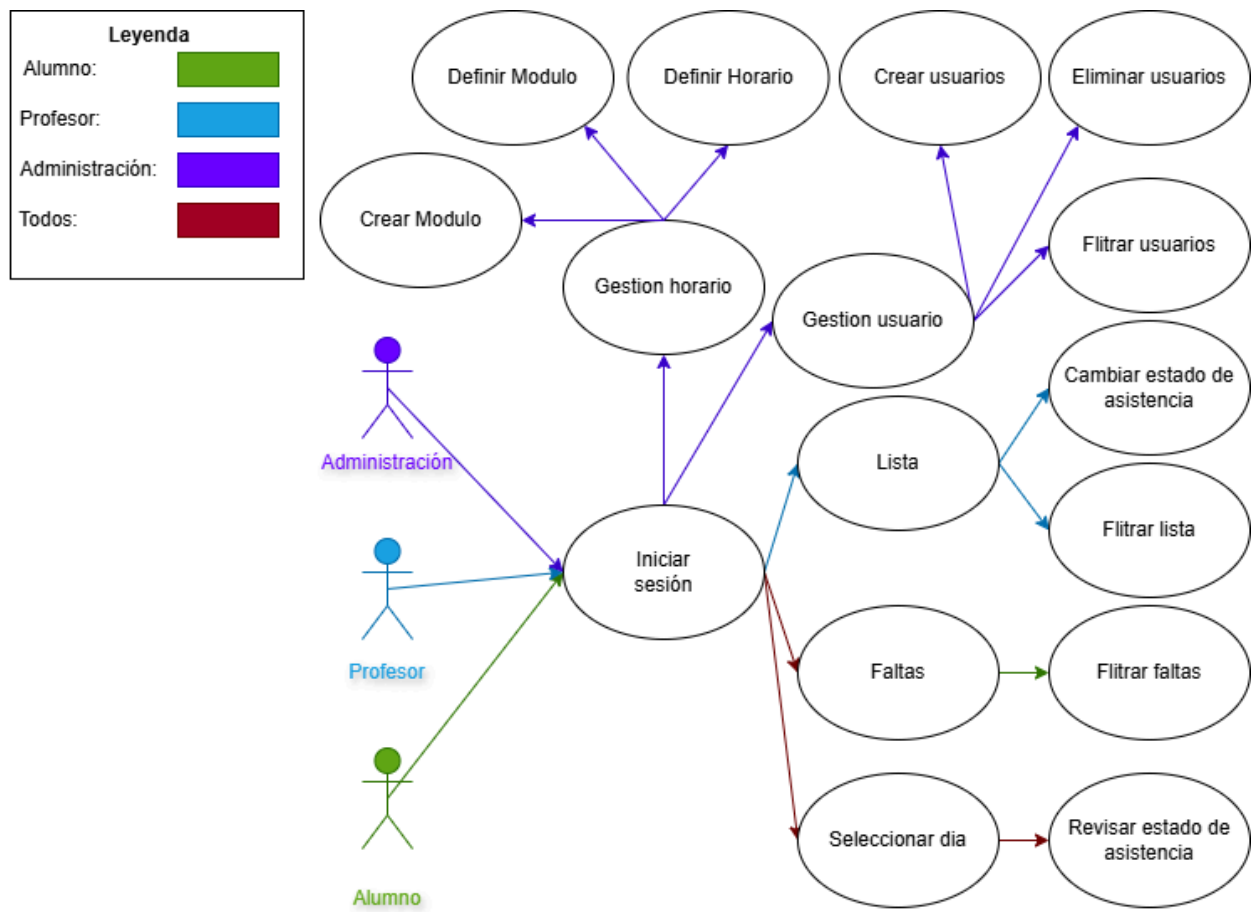 Leyenda
Alumno:
Profesor:
Administración:
Todos:
Definir Modulo
Definir Horario
Crear usuarios
Eliminar usuarios
Crear Modulo
Flitrar usuarios
Gestion horario
Gestion usuario
Cambiar estado de
asistencia
Administración
Lista
Flitrar lista
Iniciar
sesión
Profesor
Faltas
Flitrar faltas
Seleccionar dia
Revisar estado de
asistencia
Alumno